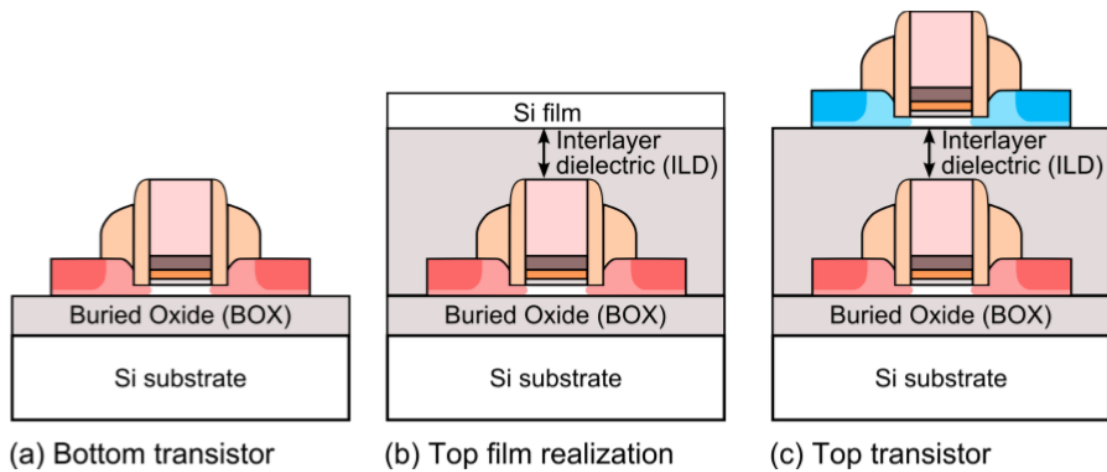 Buried Oxide (BOX)
Si substrate
(a) Bottom transistor
Si film
Interlayer
dielectric (ILD)
Buried Oxide (BOX)
Si substrate
(b) Top film realization
Interlayer
dielectric (ILD)
Buried Oxide (BOX)
Si substrate
(c) Top transistor